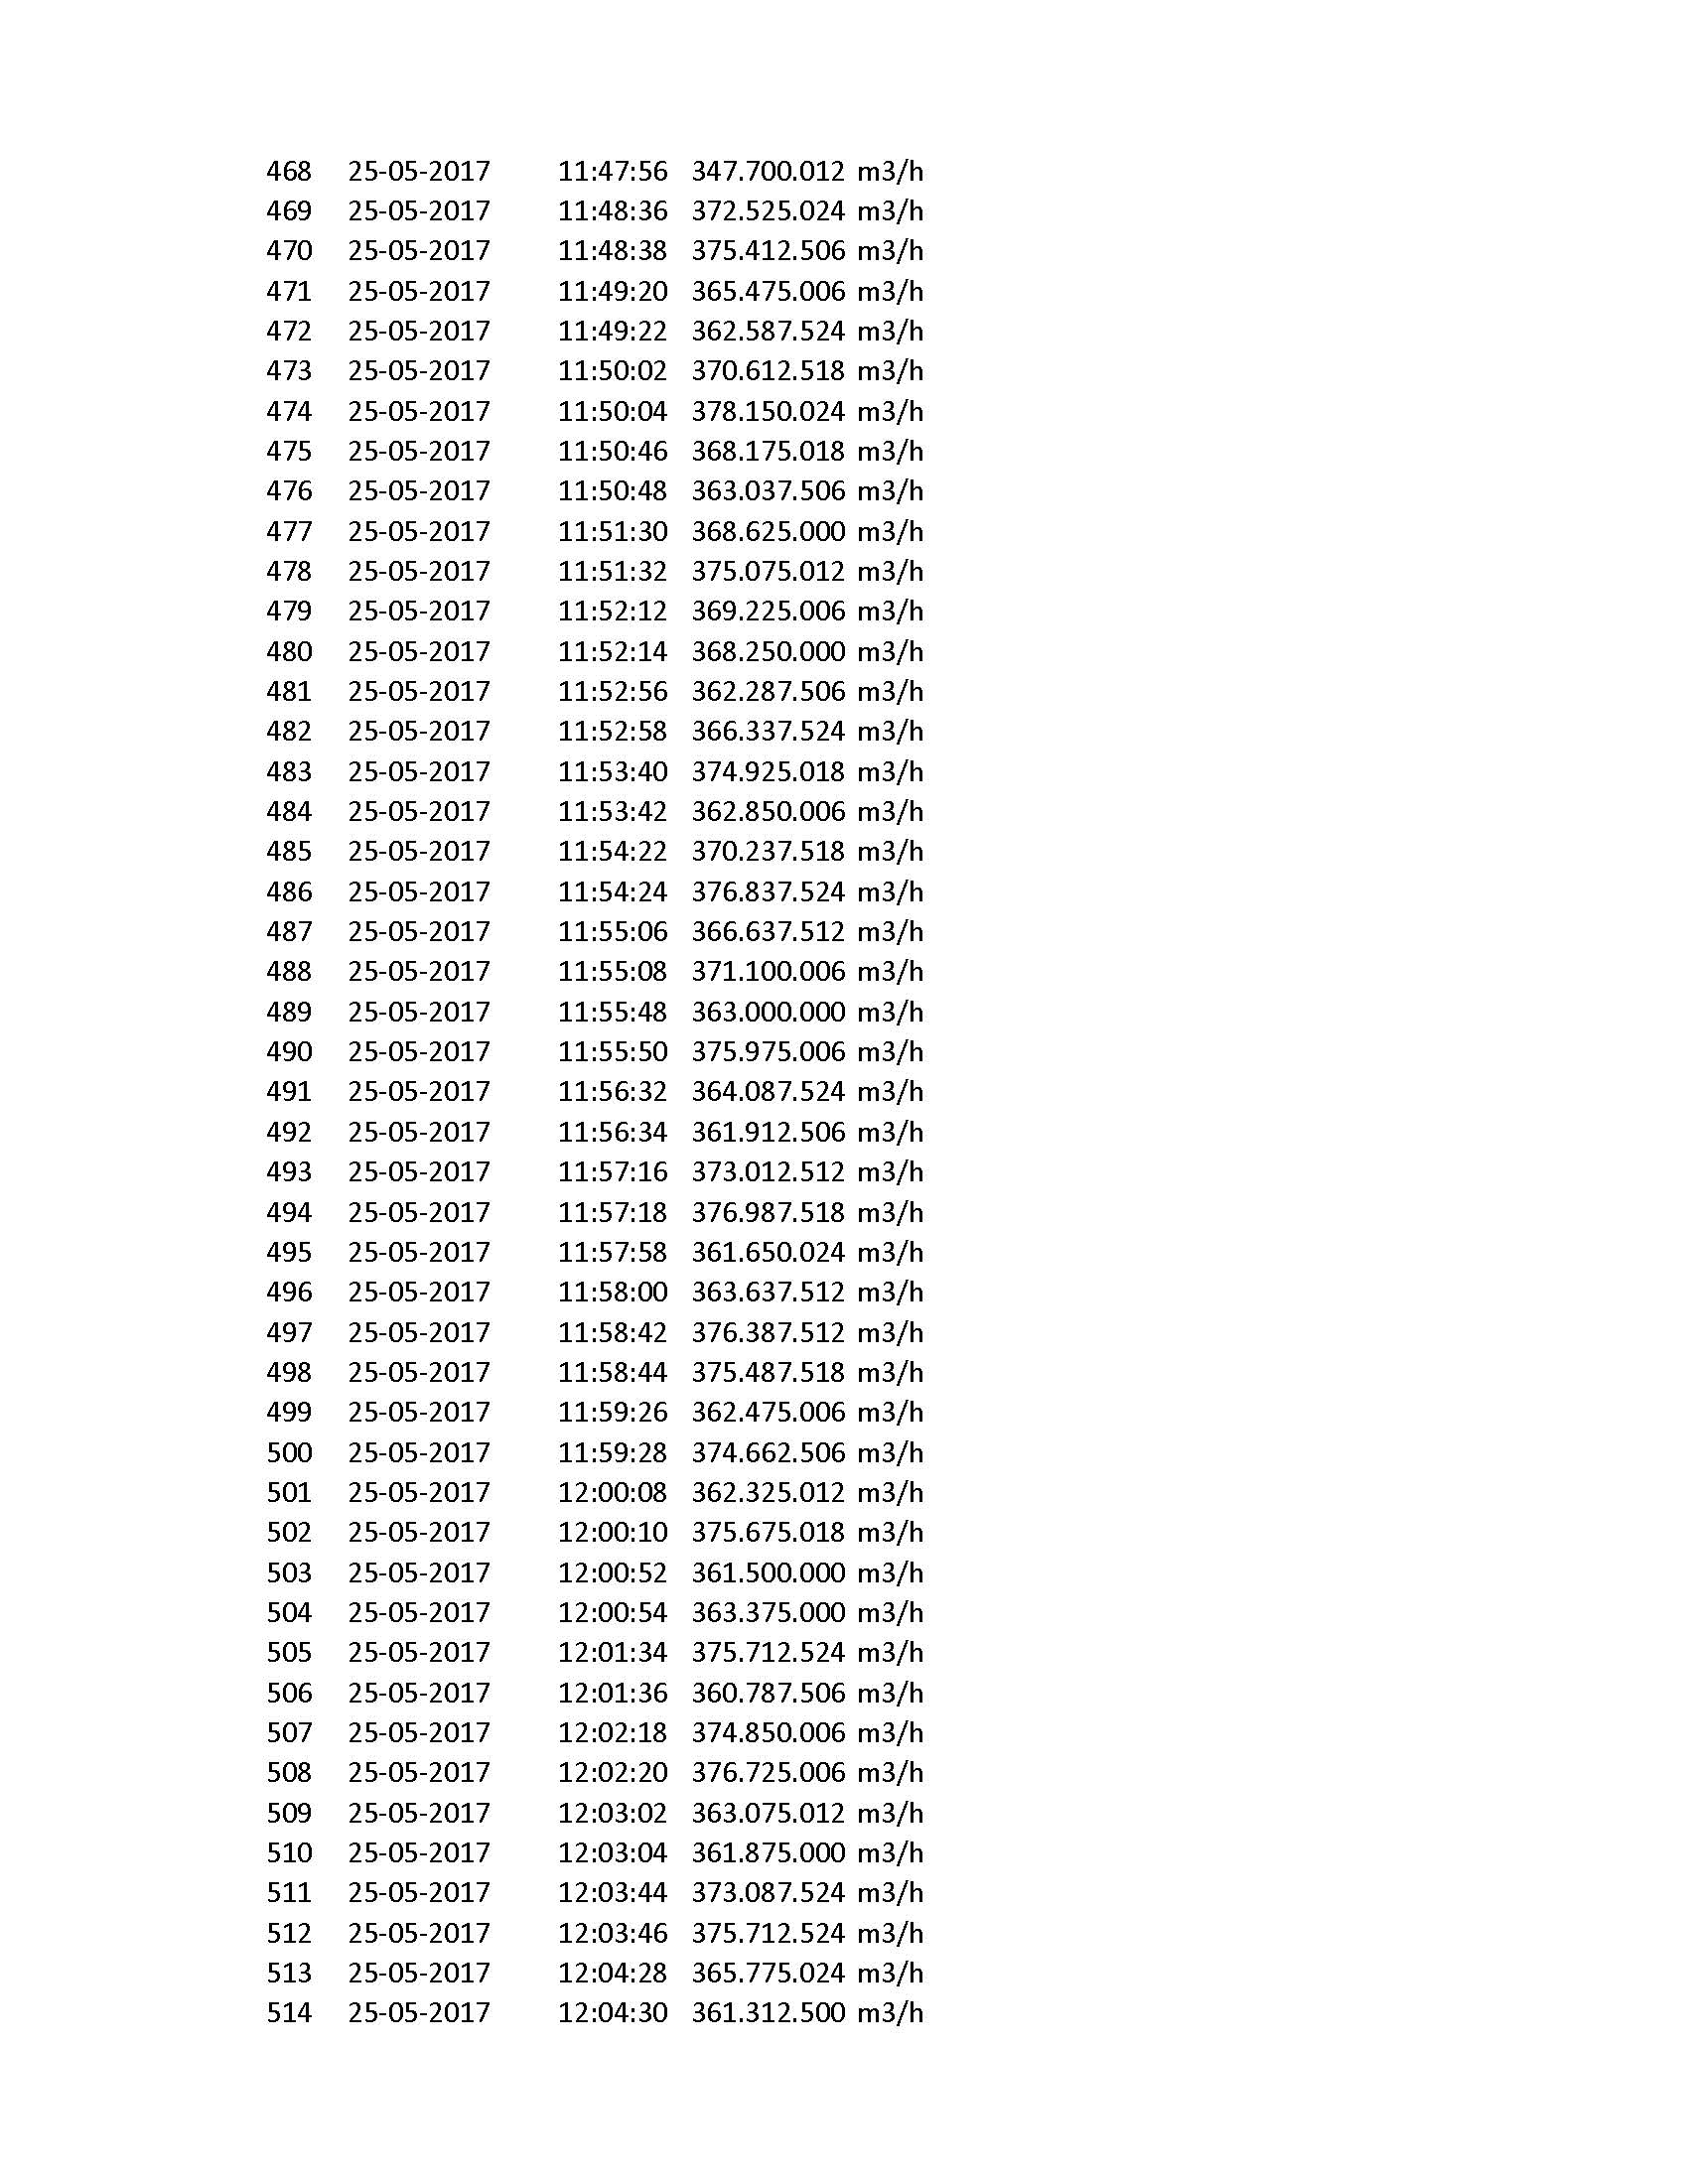 468 25-05-2017 11:47:56 347.700.012 m3/h
469 25-05-2017 11:48:36 372.525.024 m3/h
470 25-05-2017 11:48:38 375.412.506 m3/h
471 25-05-2017 11:49:20 365.475.006 m3/h
472 25-05-2017 11:49:22 362.587.524 m3/h
473 25-05-2017 11:50:02 370.612.518 m3/h
474 25-05-2017 11:50:04 378.150.024 m3/h
475 25-05-2017 11:50:46 368.175.018 m3/h
476 25-05-2017 11:50:48 363.037.506 m3/h
477 25-05-2017 11:51:30 368.625.000 m3/h
478 25-05-2017 11:51:32 375.075.012 m3/h
479 25-05-2017 11:52:12 369.225.006 m3/h
480 25-05-2017 11:52:14 368.250.000 m3/h
481 25-05-2017 11:52:56 362.287.506 m3/h
482 25-05-2017 11:52:58 366.337.524 m3/h
483 25-05-2017 11:53:40 374.925.018 m3/h
484 25-05-2017 11:53:42 362.850.006 m3/h
485 25-05-2017 11:54:22 370.237.518 m3/h
486 25-05-2017 11:54:24 376.837.524 m3/h
487 25-05-2017 11:55:06 366.637.512 m3/h
488 25-05-2017 11:55:08 371.100.006 m3/h
489 25-05-2017 11:55:48 363.000.000 m3/h
490 25-05-2017 11:55:50 375.975.006 m3/h
491 25-05-2017 11:56:32 364.087.524 m3/h
492 25-05-2017 11:56:34 361.912.506 m3/h
493 25-05-2017 11:57:16 373.012.512 m3/h
494 25-05-2017 11:57:18 376.987.518 m3/h
495 25-05-2017 11:57:58 361.650.024 m3/h
496 25-05-2017 11:58:00 363.637.512 m3/h
497 25-05-2017 11:58:42 376.387.512 m3/h
498 25-05-2017 11:58:44 375.487.518 m3/h
499 25-05-2017 11:59:26 362.475.006 m3/h
500 25-05-2017 11:59:28 374.662.506 m3/h
501 25-05-2017 12:00:08 362.325.012 m3/h
502 25-05-2017 12:00:10 375.675.018 m3/h
503 25-05-2017 12:00:52 361.500.000 m3/h
504 25-05-2017 12:00:54 363.375.000 m3/h
505 25-05-2017 12:01:34 375.712.524 m3/h
506 25-05-2017 12:01:36 360.787.506 m3/h
507 25-05-2017 12:02:18 374.850.006 m3/h
508 25-05-2017 12:02:20 376.725.006 m3/h
509 25-05-2017 12:03:02 363.075.012 m3/h
510 25-05-2017 12:03:04 361.875.000 m3/h
511 25-05-2017 12:03:44 373.087.524 m3/h
512 25-05-2017 12:03:46 375.712.524 m3/h
513 25-05-2017 12:04:28 365.775.024 m3/h
514 25-05-2017 12:04:30 361.312.500 m3/h